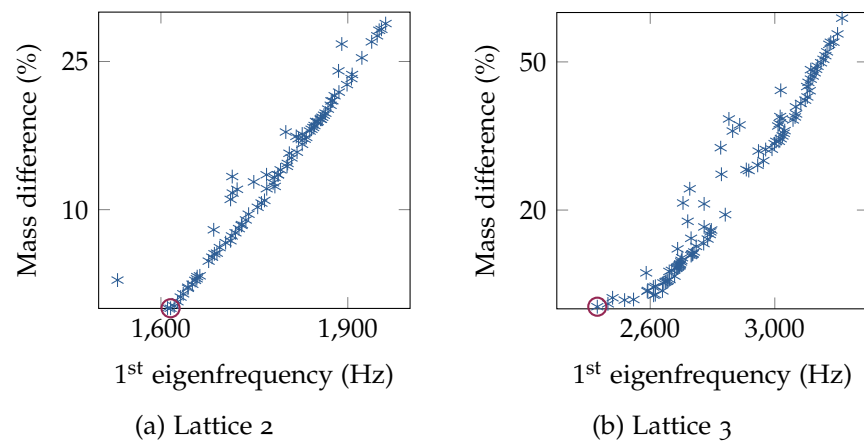 25
10
Mass difference (%)
1,600
1,900
1st eigenfrequency (Hz)
(a) Lattice 2
50
20
Mass difference (%)
2,600
3,000
1st eigenfrequency (Hz)
(b) Lattice 3